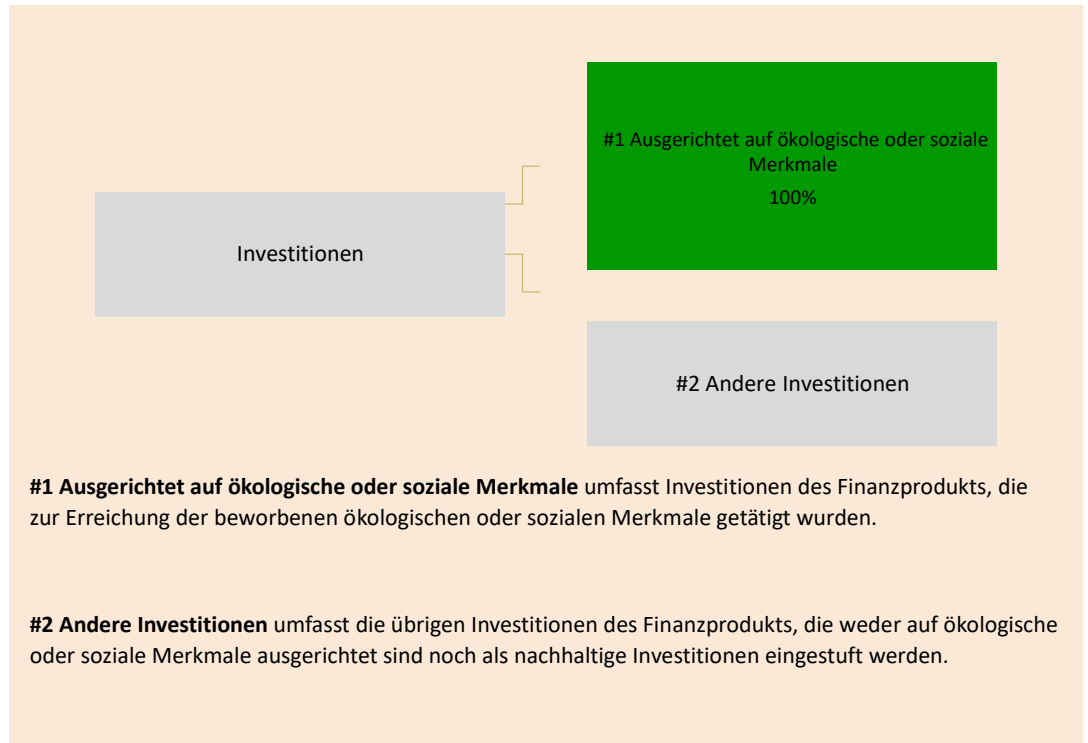 #1 Ausgerichtet auf ökologische oder soziale
Merkmale
100%
Investitionen
#2 Andere Investitionen
#1 Ausgerichtet auf ökologische oder soziale Merkmale umfasst Investitionen des Finanzprodukts, die
zur Erreichung der beworbenen ökologischen oder sozialen Merkmale getätigt wurden.
#2 Andere Investitionen umfasst die übrigen Investitionen des Finanzprodukts, die weder auf ökologische
oder soziale Merkmale ausgerichtet sind noch als nachhaltige Investitionen eingestuft werden.